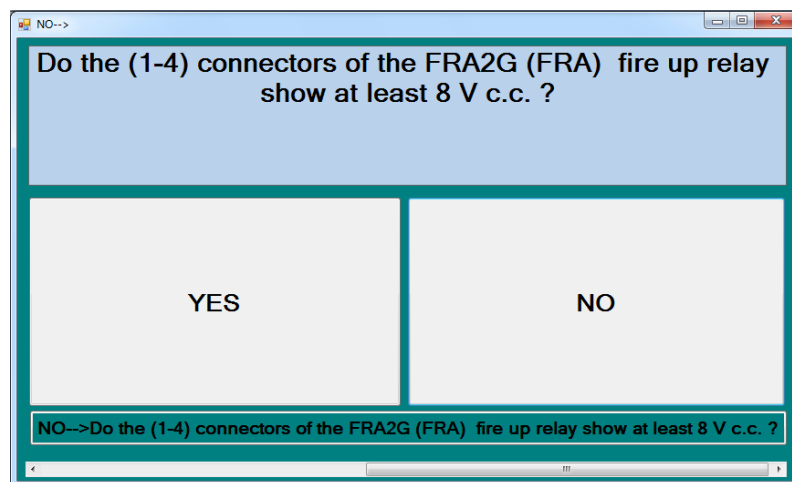 NO-->
Do the (1-4) connectors of the FRA2G (FRA)  fire up relay
show at least 8 V c.c. ?
YES
NO
NO-->Do the (1-4) connectors of the FRA2G (FRA)  fire up relay show at least 8 V c.c. ?